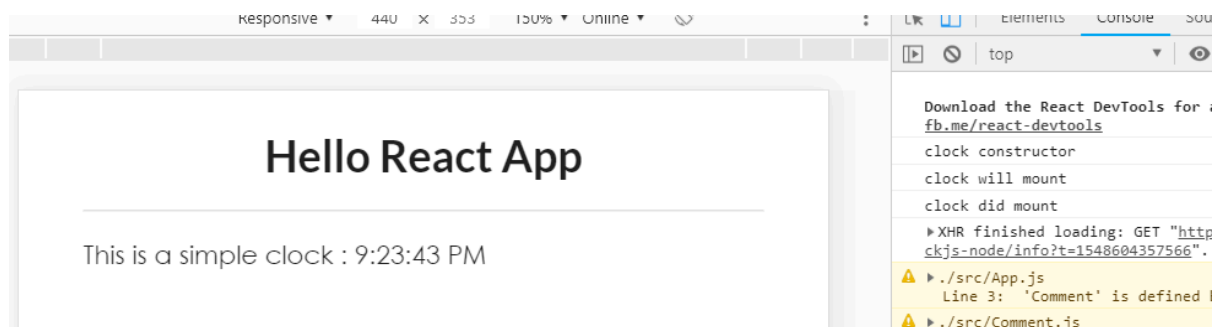 Responsive ▼ 440 × 353 150% ▼ Online ▼
Elements Console Sou
top ▼
Hello React App
This is a simple clock : 9:23:43 PM
Download the React DevTools for a
fb.me/react-devtools
clock constructor
clock will mount
clock did mount
▶XHR finished loading: GET "http
ckjs-node/info?t=1548604357566".
▶./src/App.js
Line 3: 'Comment' is defined b
▶./src/Comment.js